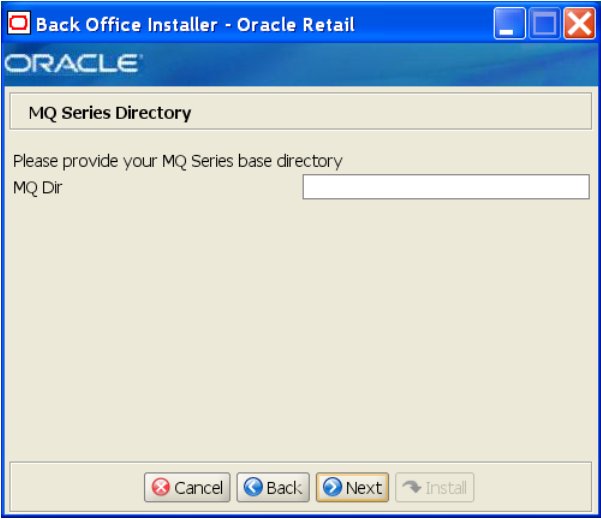 Back Office Installer - Oracle Retail
ORACLE
MQ Series Directory
Please provide your MQ Series base directory
MQ Dir
Cancel Back Next Install